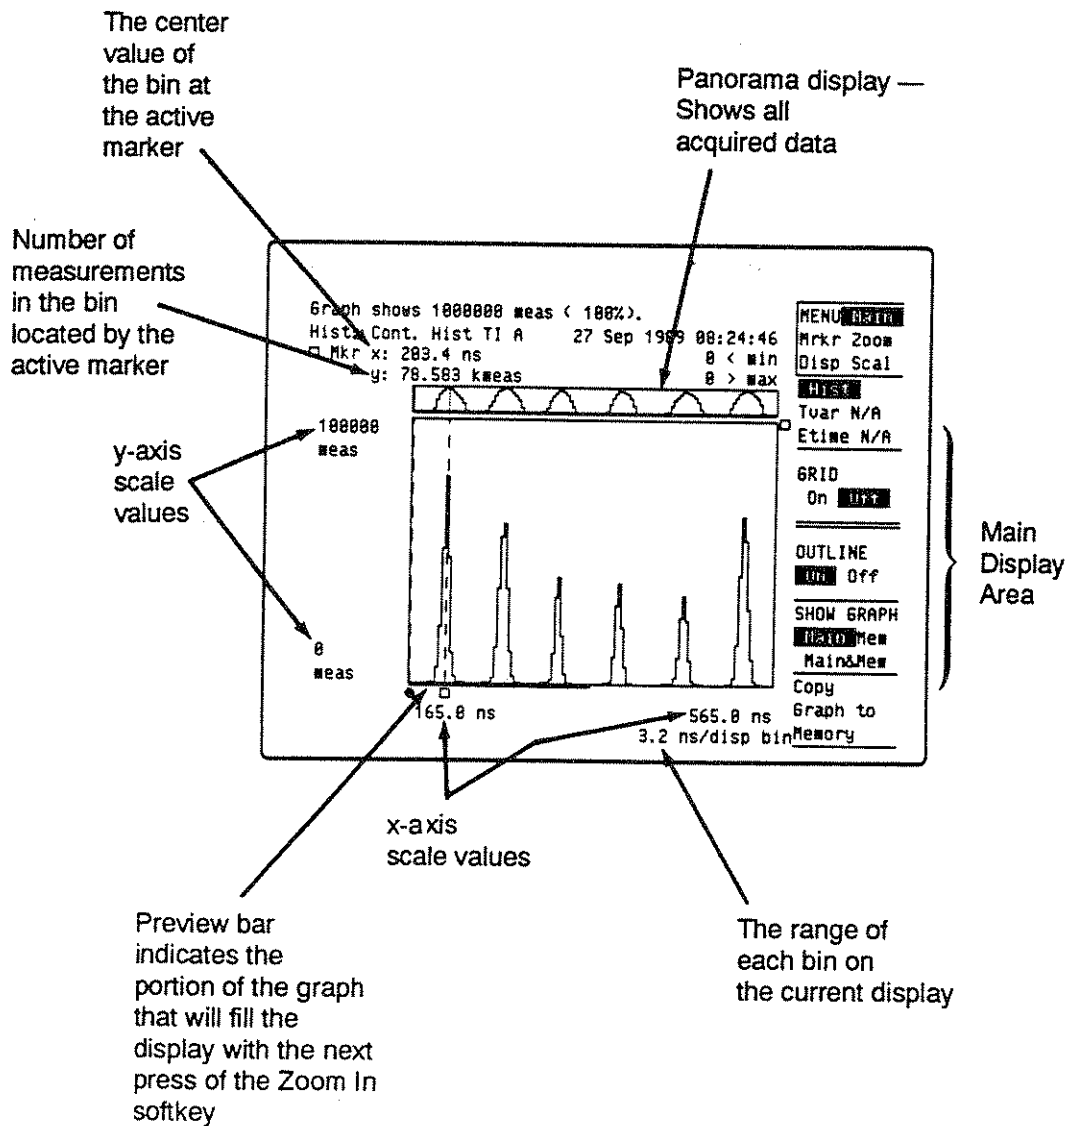 The center
value of
the bin at
the active
marker
Panorama display —
Shows all
acquired data
Number of
measurements
in the bin
located by the
active marker
Graph shows 1000000 meas ( 100%).
Hist: Cont. Hist TI A 27 Sep 1989 08:24:46
Mkr x: 203.4 ns 0 < min
y: 78.583 kmeas 0 > max
MENU Main
Mrkr Zoom
Disp Scal
Hist
Tvar N/A
Etime N/A
GRID
On Off
OUTLINE
On Off
SHOW GRAPH
Main Mem
Main&Mem
Copy
Graph to
Memory
100000
meas
y-axis
scale
values
0
meas
Main
Display
Area
165.0 ns 565.0 ns
3.2 ns/disp bin
x-axis
scale values
Preview bar
indicates the
portion of the graph
that will fill the
display with the next
press of the Zoom In
softkey
The range of
each bin on
the current display